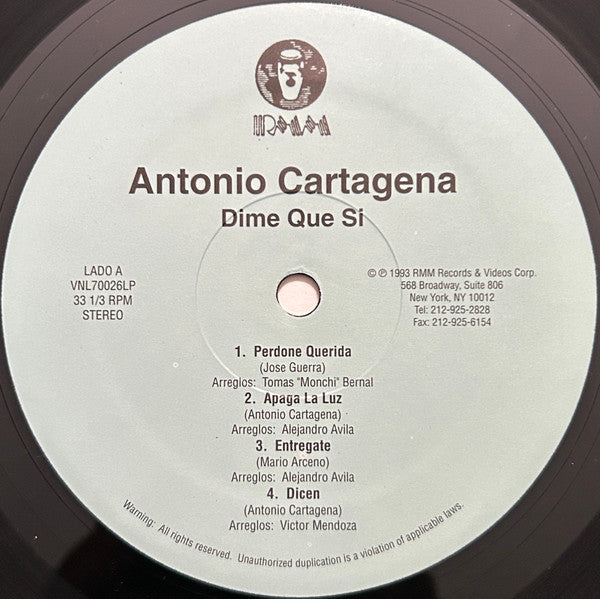 RMM
Antonio Cartagena
Dime Que Si
LADO A
VNL70026LP
33 1/3 RPM
STEREO
© ℗ 1993 RMM Records & Videos Corp.
568 Broadway, Suite 806
New York, NY 10012
Tel: 212-925-2828
Fax: 212-925-6154
1. Perdone Querida
(Jose Guerra)
Arreglos: Tomas "Monchi" Bernal
2. Apaga La Luz
(Antonio Cartagena)
Arreglos: Alejandro Avila
3. Entregate
(Mario Arceno)
Arreglos: Alejandro Avila
4. Dicen
(Antonio Cartagena)
Arreglos: Victor Mendoza
Warning: All rights reserved. Unauthorized duplication is a violation of applicable laws.